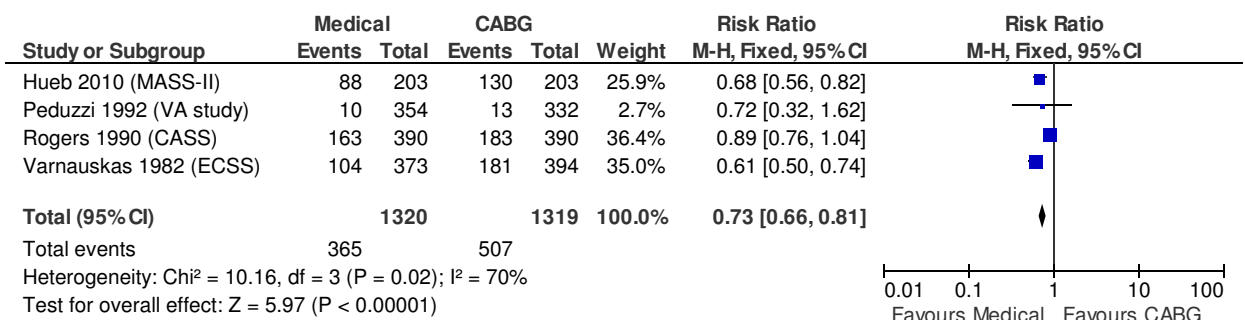 Medical CABG Risk Ratio Risk Ratio
Study or Subgroup Events Total Events Total Weight M-H, Fixed, 95% CI M-H, Fixed, 95% CI
Hueb 2010 (MASS-II) 88 203 130 203 25.9% 0.68 [0.56, 0.82]
Peduzzi 1992 (VA study) 10 354 13 332 2.7% 0.72 [0.32, 1.62]
Rogers 1990 (CASS) 163 390 183 390 36.4% 0.89 [0.76, 1.04]
Varnauskas 1982 (ECSS) 104 373 181 394 35.0% 0.61 [0.50, 0.74]
Total (95% CI) 1320 1319 100.0% 0.73 [0.66, 0.81]
Total events 365 507
Heterogeneity: Chi² = 10.16, df = 3 (P = 0.02); I² = 70%
Test for overall effect: Z = 5.97 (P < 0.00001)
0.01 0.1 1 10 100
Favours Medical Favours CABG